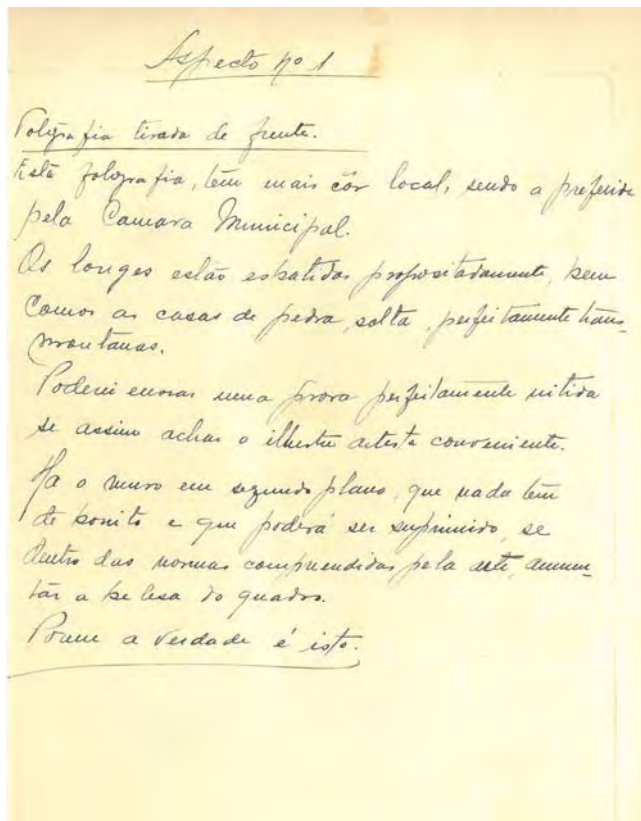 Aspecto nº 1
Fotografia tirada de frente.
Esta fotografia, tem mais côr local, sendo a preferida
pela Camara Municipal.
Os longes estão esbatidos propositadamente, bem
como as casas de pedra, solta, perfeitamente trans-
montanas.
Poderei enviar uma prova perfeitamente nitida
se assim achar o illustre artista conveniente.
Ha o muro em segundo plano, que nada tem
de bonito e que poderá ser suprimido, se
dentro das normas compreendidas pela arte, aumen-
tar a belesa do quadro.
Porem a verdade é isto.